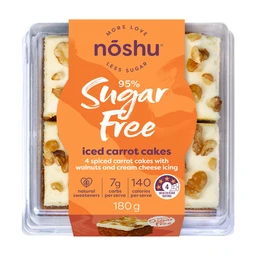 MORE LOVE
nōshu
LESS SUGAR
95%
Sugar
Free
iced carrot cakes
4 spiced carrot cakes with
walnuts and cream cheese icing
natural
sweeteners
7g
carbs
per serve
140
calories
per serve
4
180g